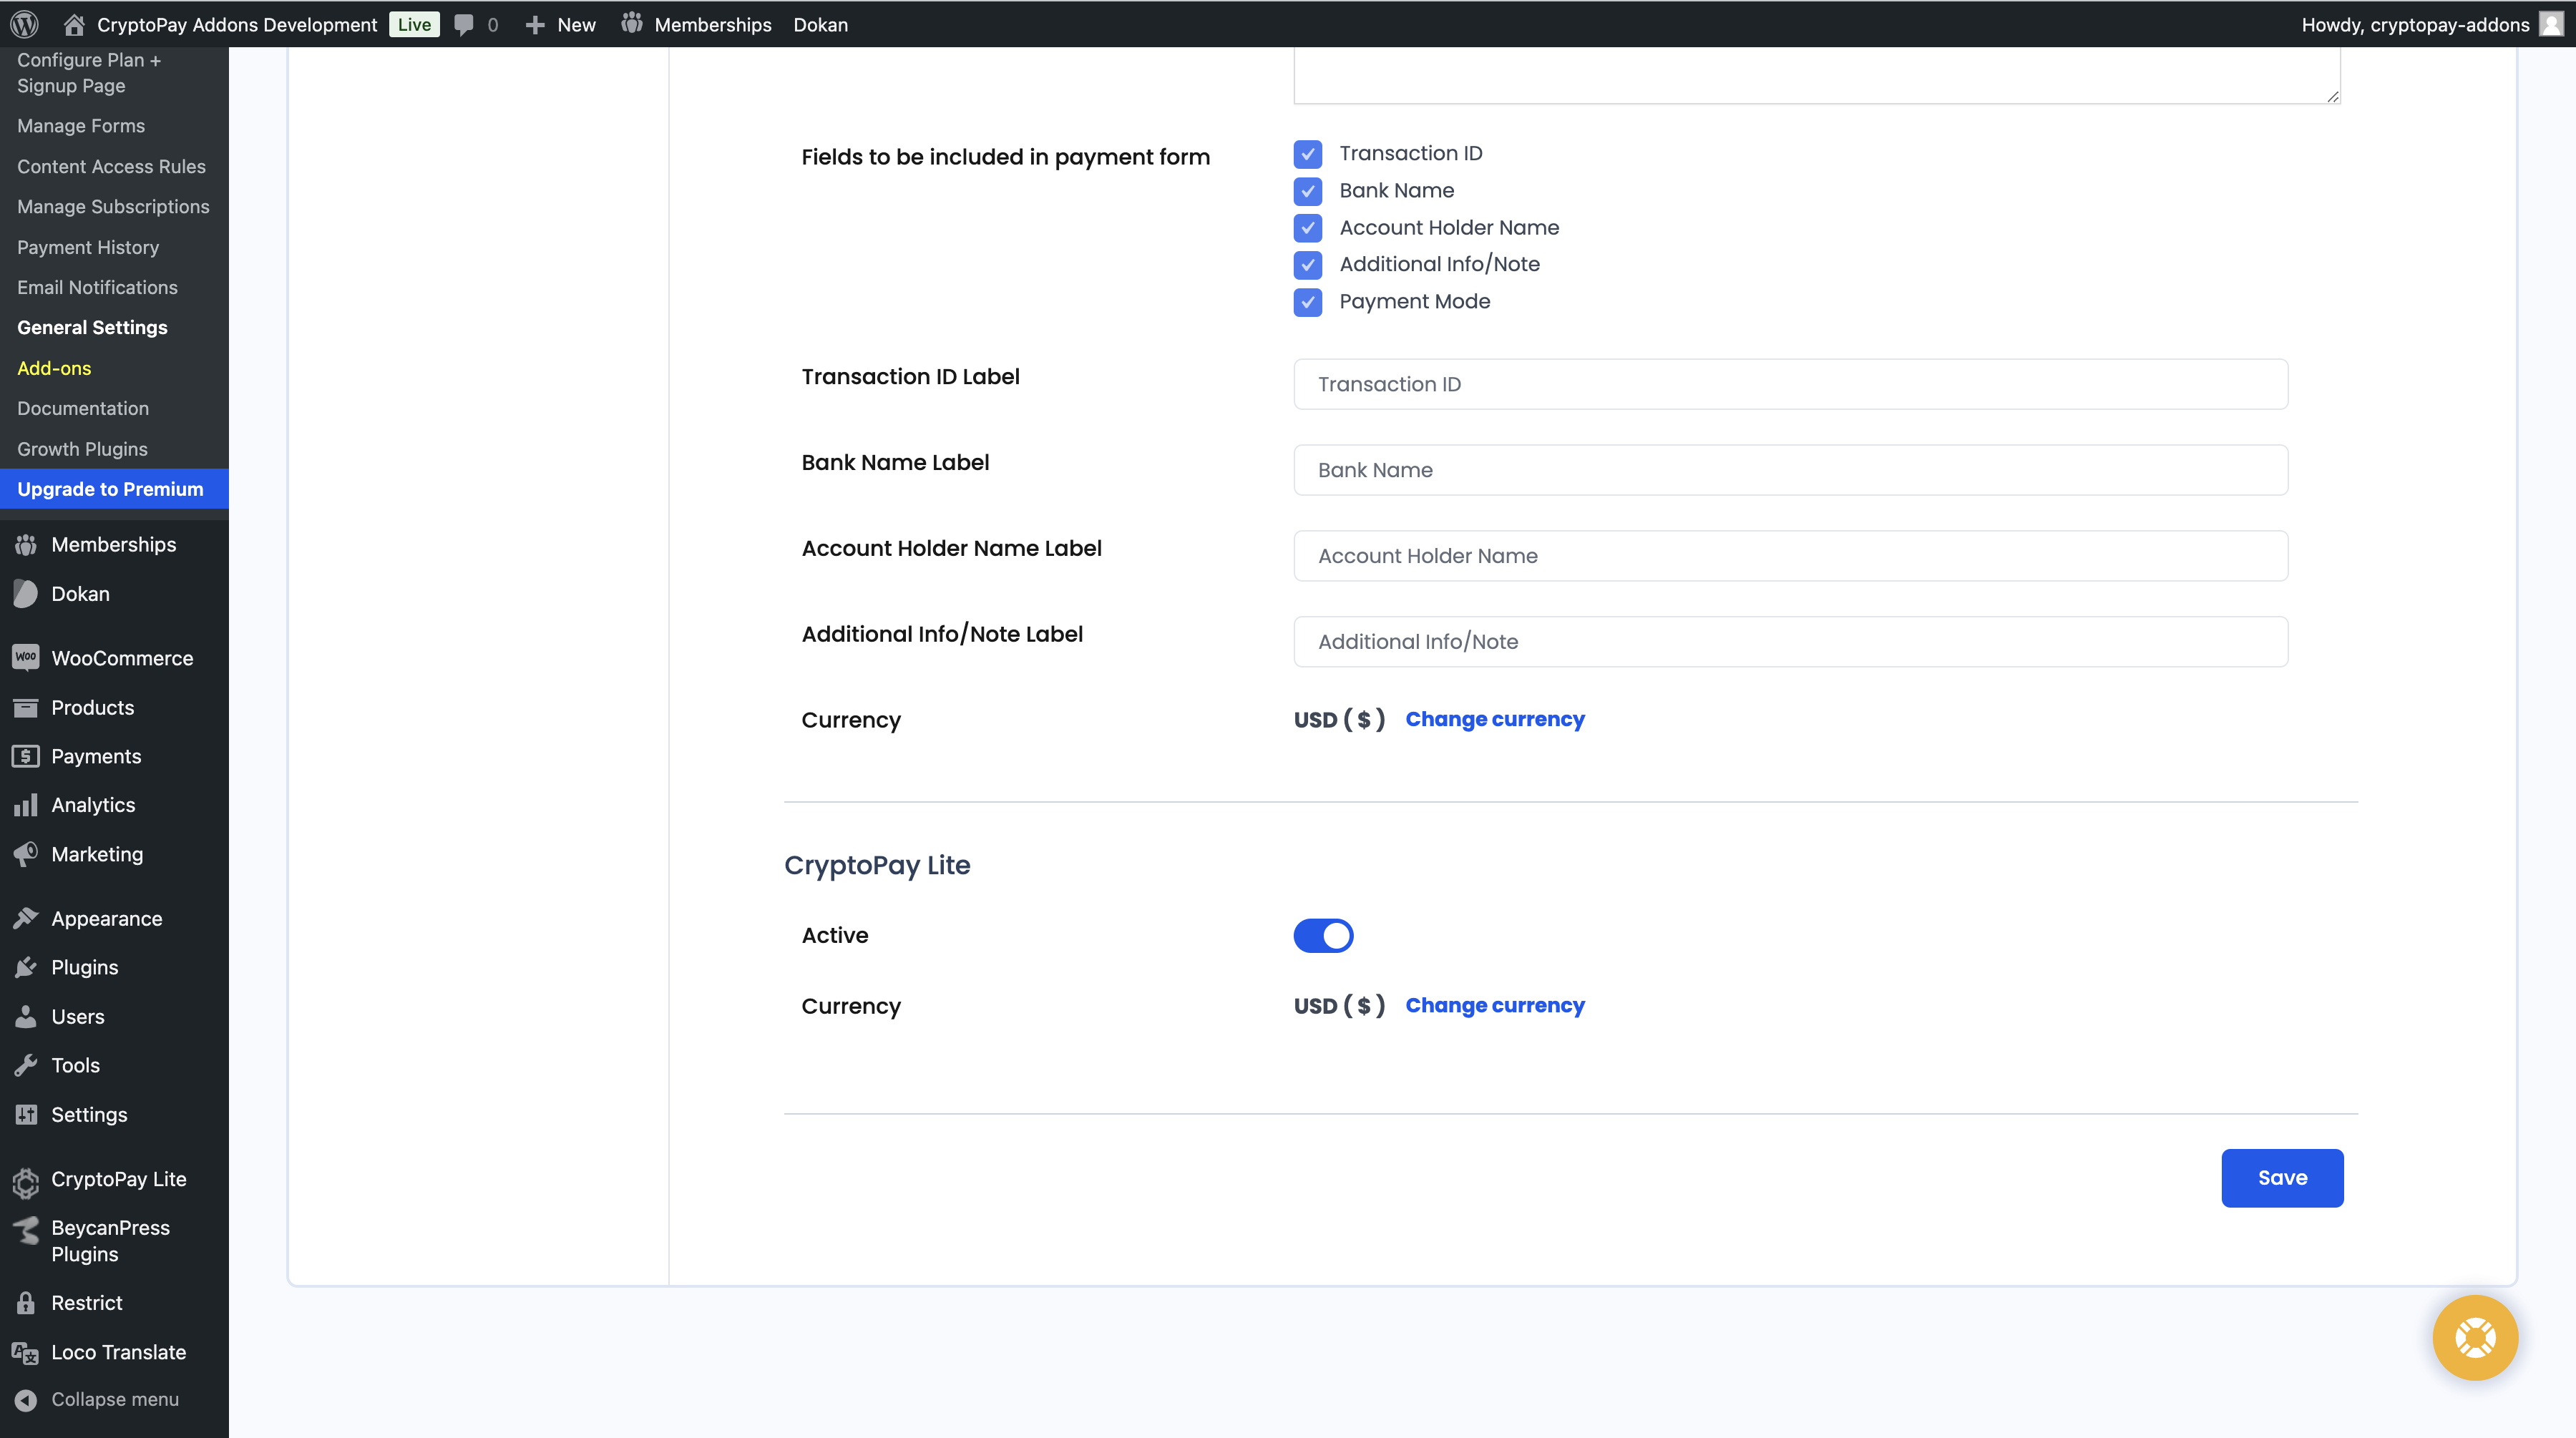 CryptoPay Addons Development Live 0 New Memberships Dokan Howdy, cryptopay-addons
Configure Plan +
Signup Page
Manage Forms
Content Access Rules
Manage Subscriptions
Payment History
Email Notifications
General Settings
Add-ons
Documentation
Growth Plugins
Upgrade to Premium
Memberships
Dokan
Woo WooCommerce
Products
Payments
Analytics
Marketing
Appearance
Plugins
Users
Tools
Settings
CryptoPay Lite
BeycanPress
Plugins
Restrict
Loco Translate
Collapse menu
Fields to be included in payment form
Transaction ID
Bank Name
Account Holder Name
Additional Info/Note
Payment Mode
Transaction ID Label
Transaction ID
Bank Name Label
Bank Name
Account Holder Name Label
Account Holder Name
Additional Info/Note Label
Additional Info/Note
Currency
USD ( $ ) Change currency
CryptoPay Lite
Active
Currency
USD ( $ ) Change currency
Save